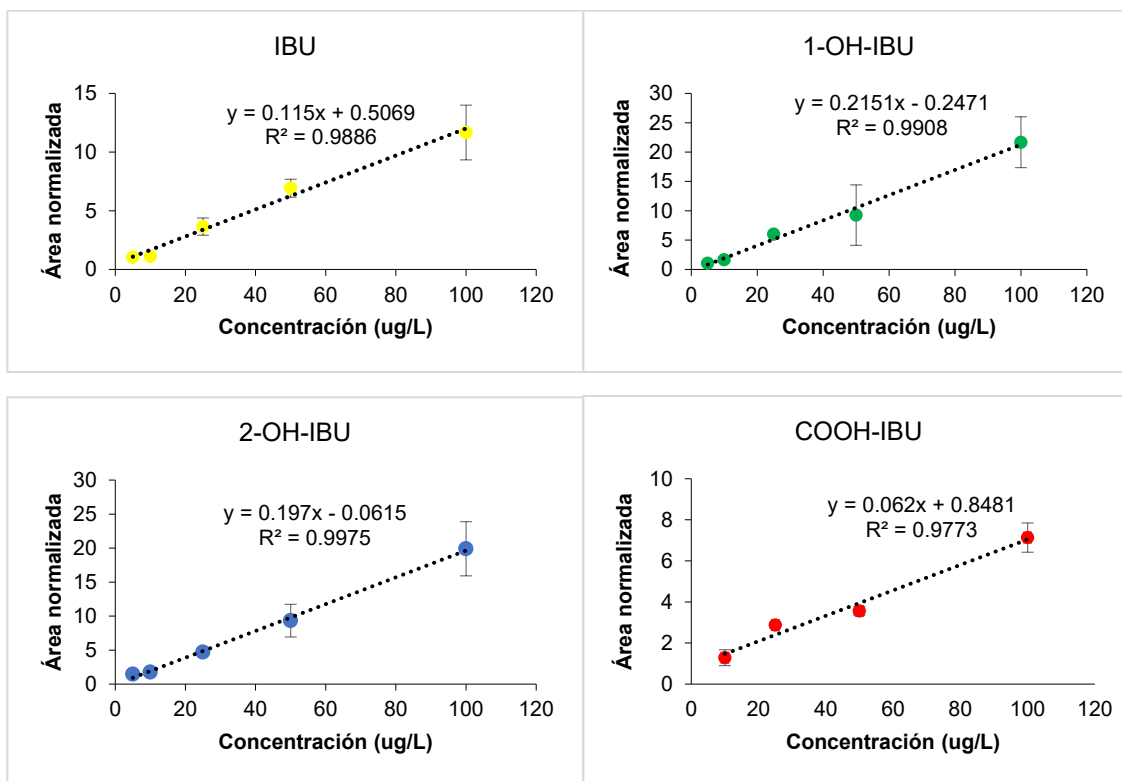 IBU
y = 0.115x + 0.5069
R² = 0.9886
Área normalizada
15
10
5
0
0 20 40 60 80 100 120
Concentración (ug/L)
1-OH-IBU
y = 0.2151x - 0.2471
R² = 0.9908
Área normalizada
30
25
20
15
10
5
0
0 20 40 60 80 100 120
Concentración (ug/L)
2-OH-IBU
y = 0.197x - 0.0615
R² = 0.9975
Área normalizada
30
25
20
15
10
5
0
0 20 40 60 80 100 120
Concentración (ug/L)
COOH-IBU
y = 0.062x + 0.8481
R² = 0.9773
Área normalizada
10
8
6
4
2
0
0 20 40 60 80 100 120
Concentración (ug/L)